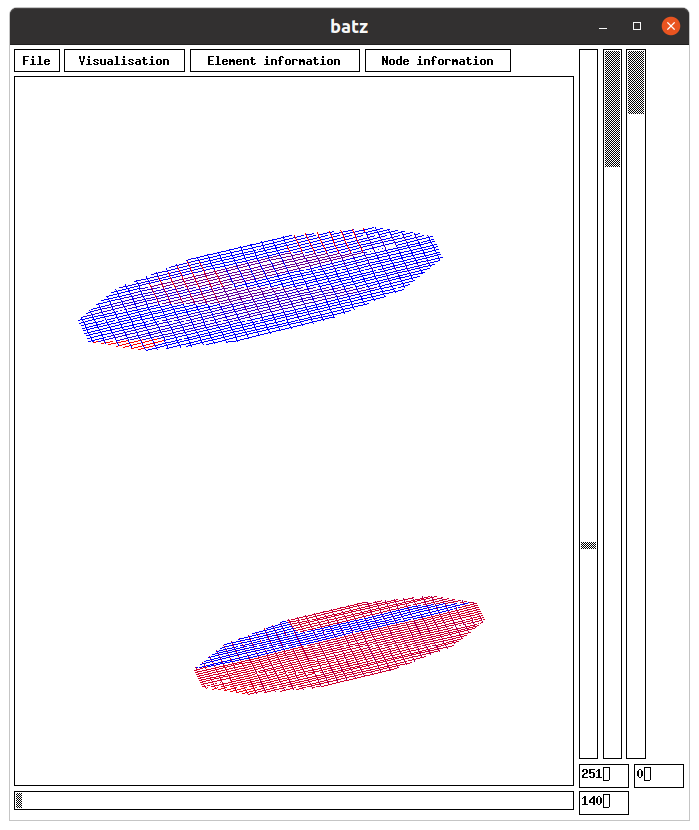 batz
File Visualisation Element information Node information
251 0
140